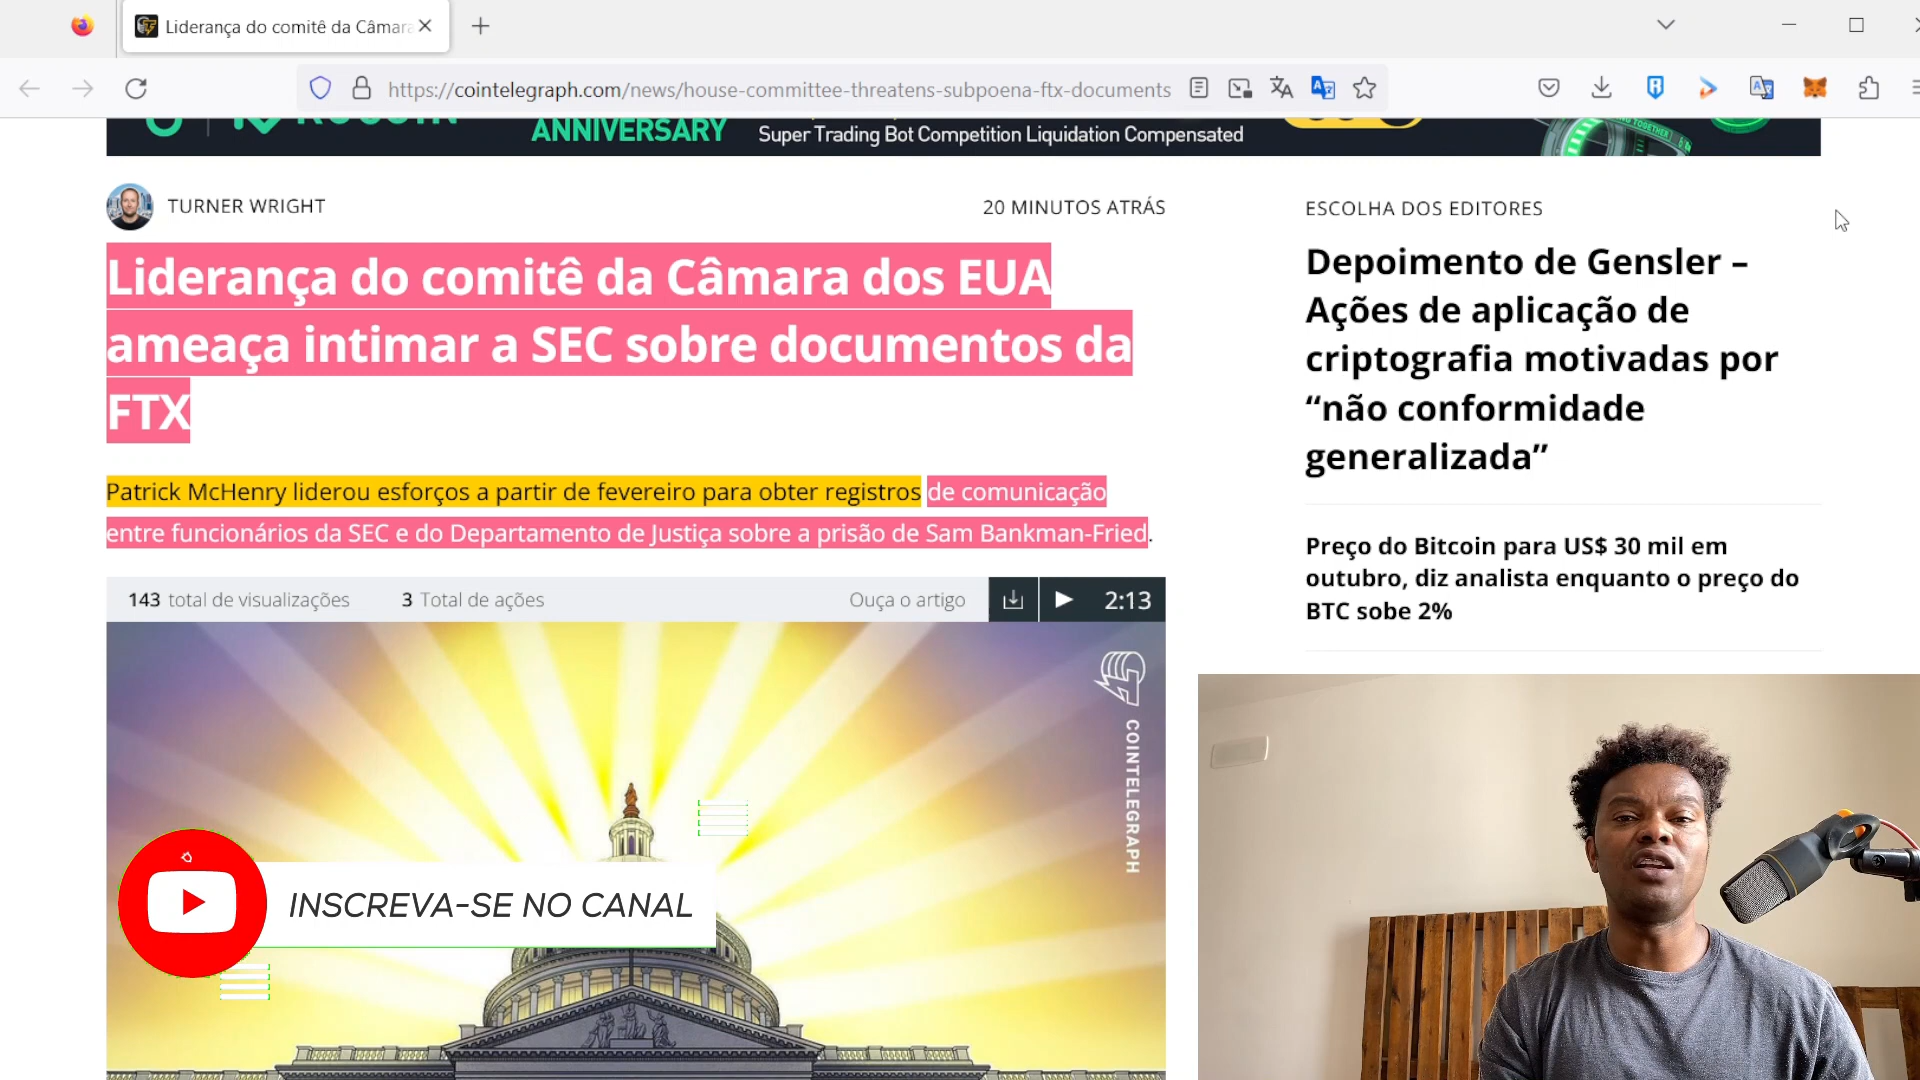 Liderança do comitê da Câmara
https://cointelegraph.com/news/house-committee-threatens-subpoena-ftx-documents
ANNIVERSARY
Super Trading Bot Competition Liquidation Compensated
TURNER WRIGHT
20 MINUTOS ATRÁS
Liderança do comitê da Câmara dos EUA
ameaça intimar a SEC sobre documentos da
FTX
Patrick McHenry liderou esforços a partir de fevereiro para obter registros de comunicação
entre funcionários da SEC e do Departamento de Justiça sobre a prisão de Sam Bankman-Fried.
143 total de visualizações
3 Total de ações
Ouça o artigo
2:13
COINTELEGRAPH
INSCREVA-SE NO CANAL
ESCOLHA DOS EDITORES
Depoimento de Gensler –
Ações de aplicação de
criptografia motivadas por
“não conformidade
generalizada”
Preço do Bitcoin para US$ 30 mil em
outubro, diz analista enquanto o preço do
BTC sobe 2%